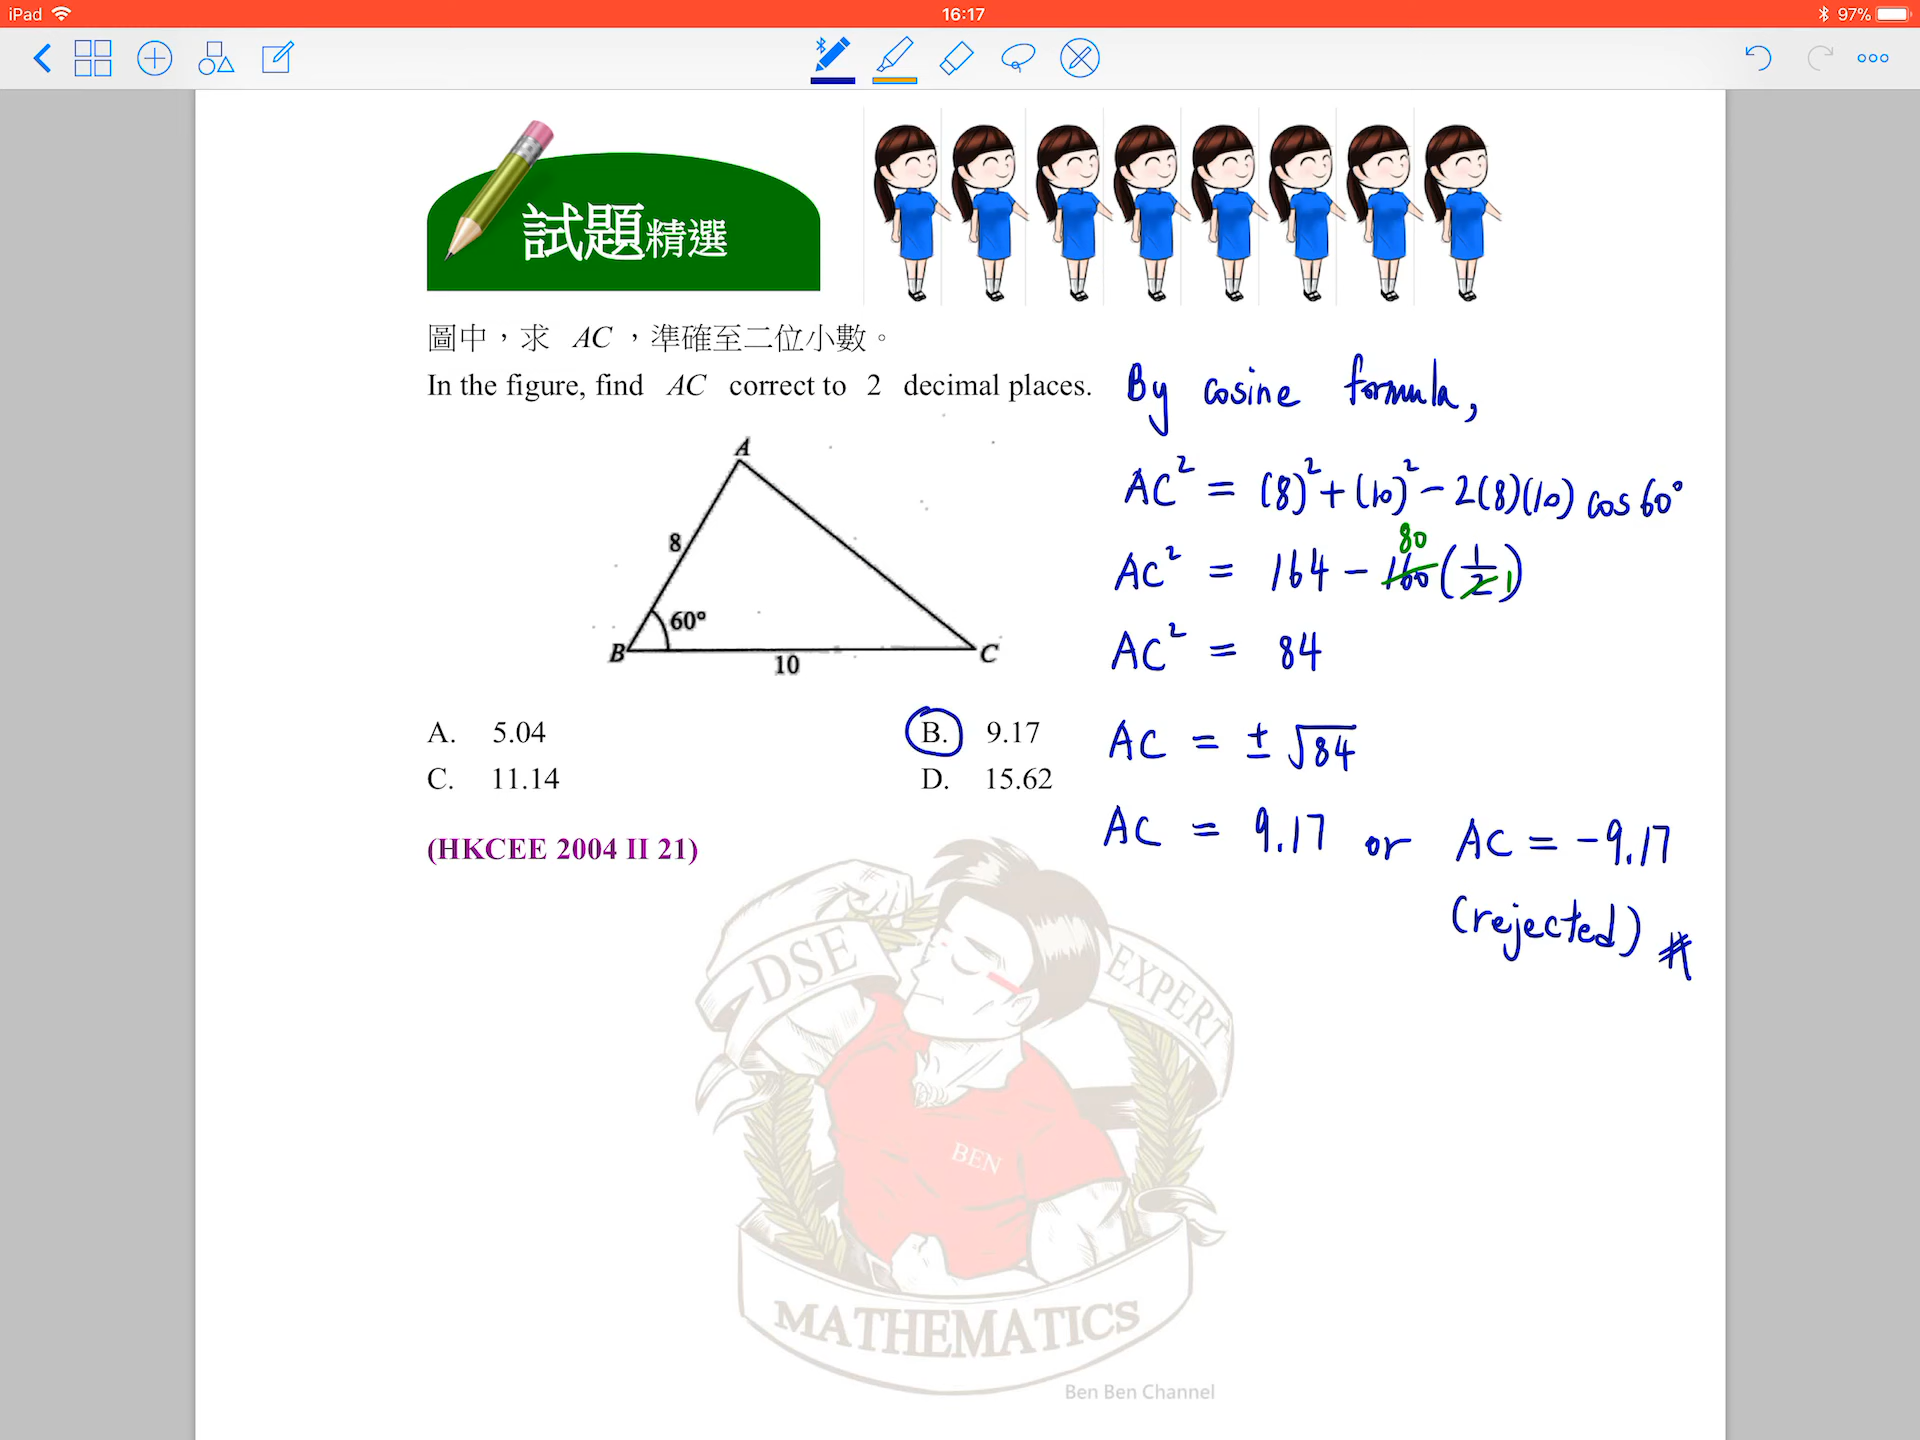 iPad 16:17 97%
試題精選
圖中，求 AC ，準確至二位小數。
In the figure, find AC correct to 2 decimal places.
A
8
60°
B
10
C
A. 5.04
B. 9.17
C. 11.14
D. 15.62
(HKCEE 2004 II 21)
By cosine formula,
AC² = (8)² + (10)² - 2(8)(10) cos 60°
80
AC² = 164 - 160 (1/2) 1
AC² = 84
AC = ± √84
AC = 9.17 or AC = -9.17
(rejected) #
DSE EXPERT
BEN
MATHEMATICS
Ben Ben Channel